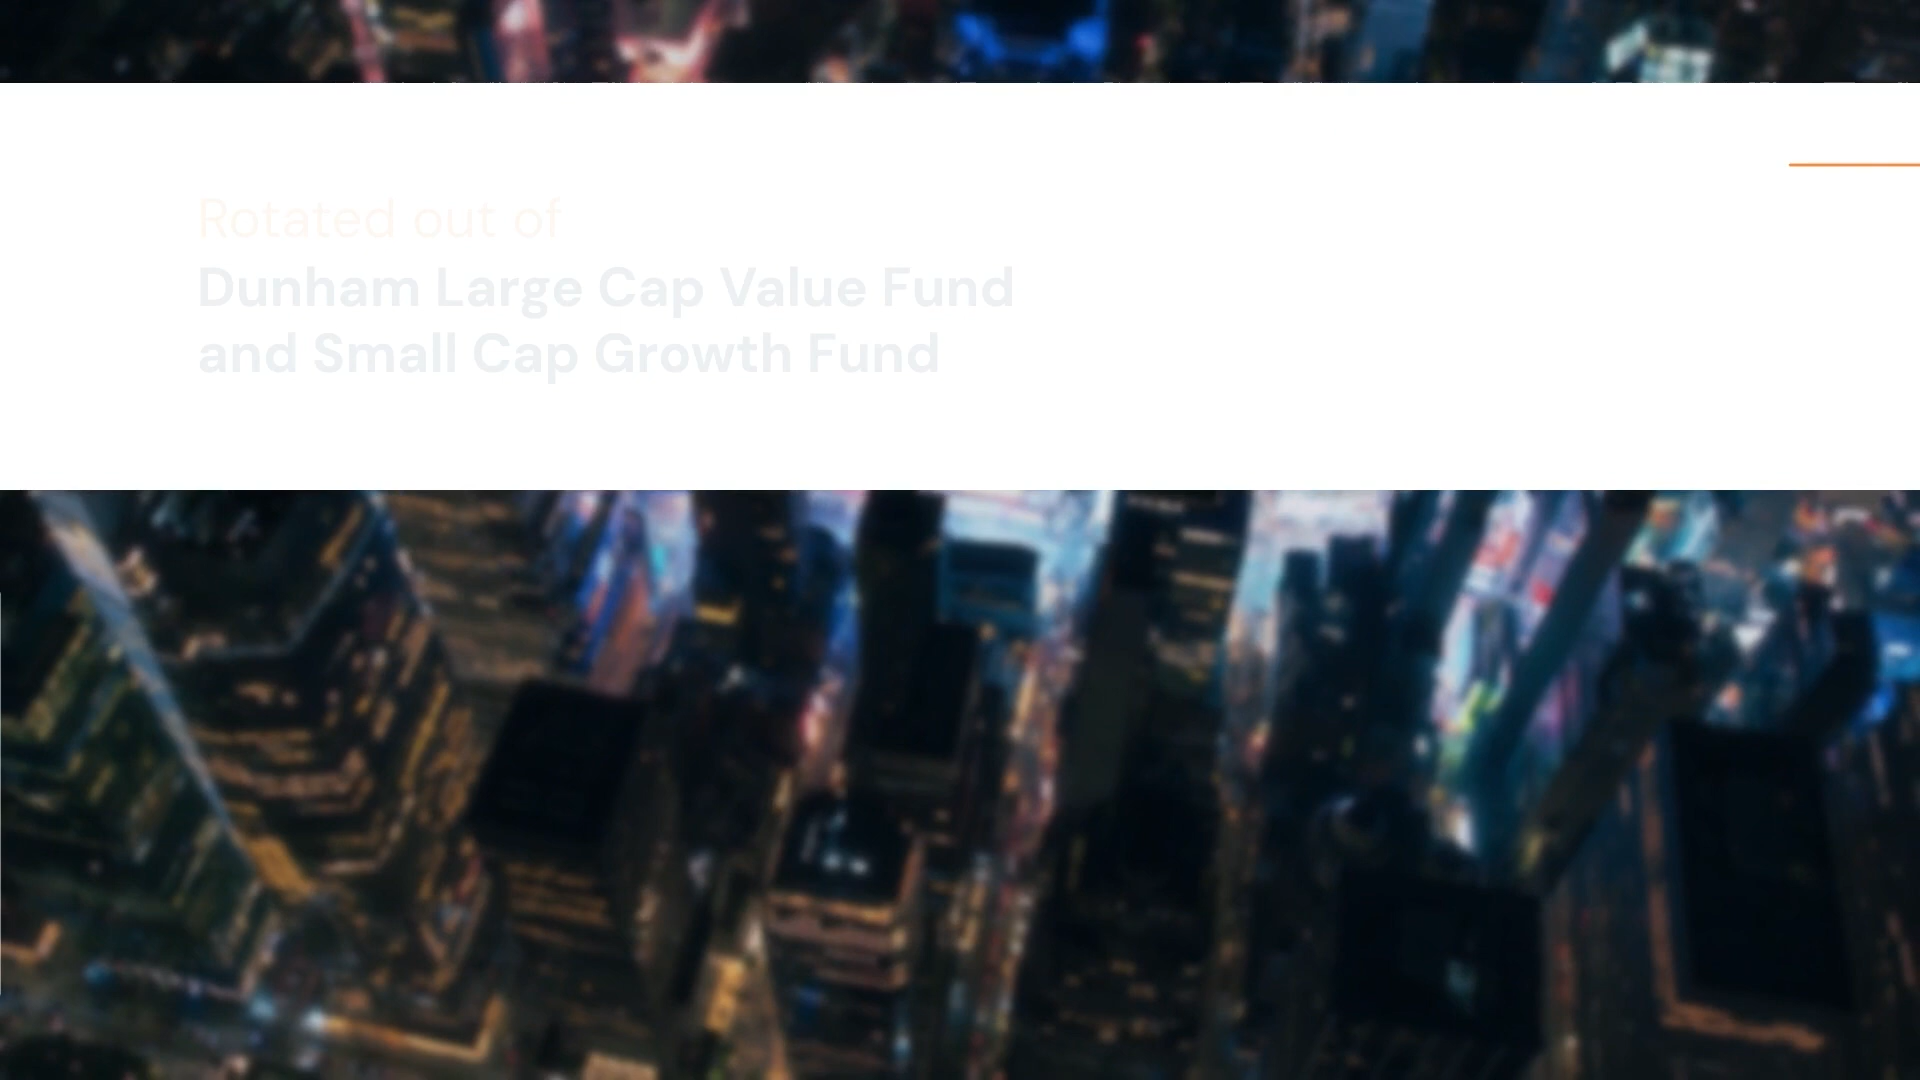 Rotated out of
Dunham Large Cap Value Fund
and Small Cap Growth Fund